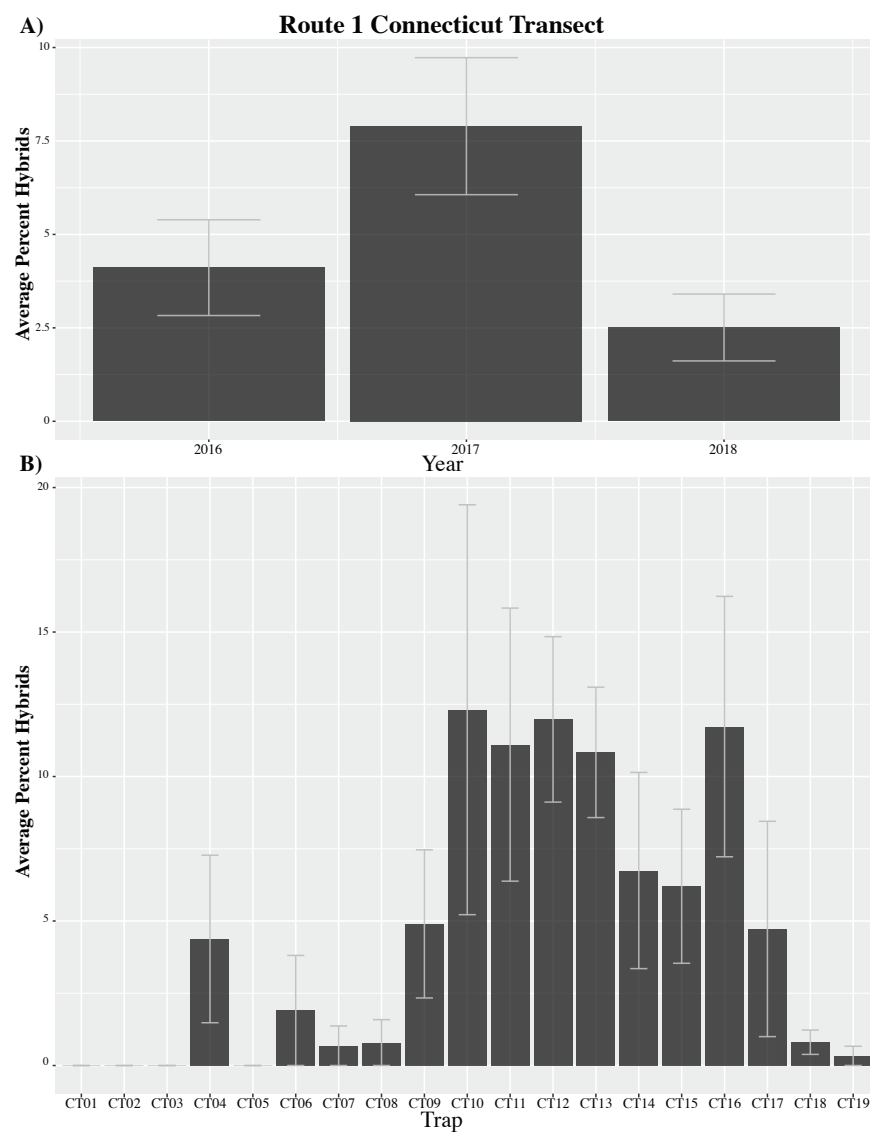 A)
Route 1 Connecticut Transect
Average Percent Hybrids
10
7.5
5
2.5
0
2016 2017 2018
Year
B)
Average Percent Hybrids
20
15
10
5
0
CT01 CT02 CT03 CT04 CT05 CT06 CT07 CT08 CT09 CT10 CT11 CT12 CT13 CT14 CT15 CT16 CT17 CT18 CT19
Trap